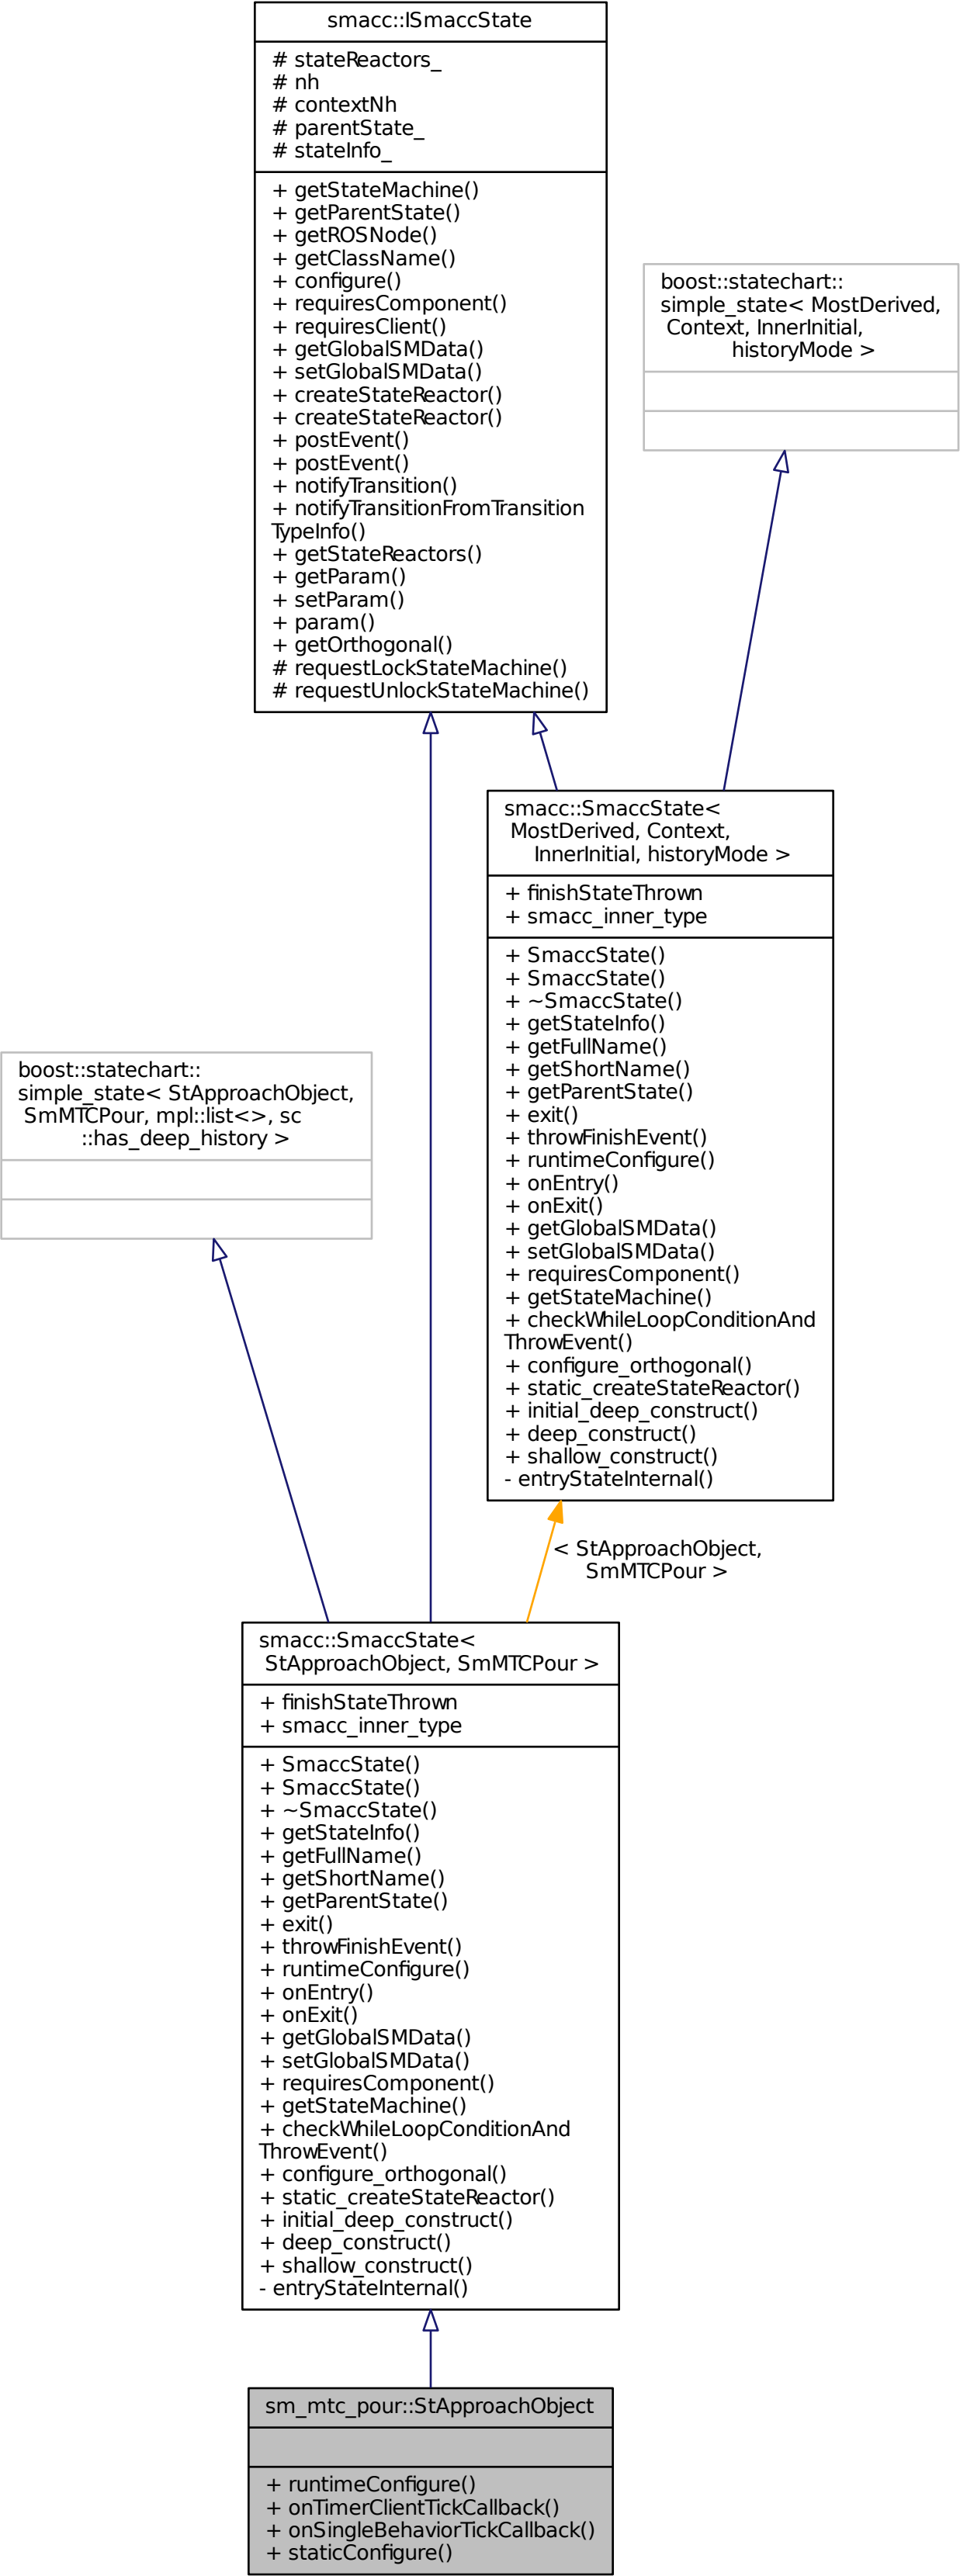 smacc::ISmaccState
# stateReactors_
# nh
# contextNh
# parentState_
# stateInfo_
+ getStateMachine()
+ getParentState()
+ getROSNode()
+ getClassName()
+ configure()
+ requiresComponent()
+ requiresClient()
+ getGlobalSMData()
+ setGlobalSMData()
+ createStateReactor()
+ createStateReactor()
+ postEvent()
+ postEvent()
+ notifyTransition()
+ notifyTransitionFromTransition
TypeInfo()
+ getStateReactors()
+ getParam()
+ setParam()
+ param()
+ getOrthogonal()
# requestLockStateMachine()
# requestUnlockStateMachine()
boost::statechart::
simple_state< MostDerived,
Context, InnerInitial,
historyMode >
smacc::SmaccState<
MostDerived, Context,
InnerInitial, historyMode >
+ finishStateThrown
+ smacc_inner_type
+ SmaccState()
+ SmaccState()
+ ~SmaccState()
+ getStateInfo()
+ getFullName()
+ getShortName()
+ getParentState()
+ exit()
+ throwFinishEvent()
+ runtimeConfigure()
+ onEntry()
+ onExit()
+ getGlobalSMData()
+ setGlobalSMData()
+ requiresComponent()
+ getStateMachine()
+ checkWhileLoopConditionAnd
ThrowEvent()
+ configure_orthogonal()
+ static_createStateReactor()
+ initial_deep_construct()
+ deep_construct()
+ shallow_construct()
- entryStateInternal()
boost::statechart::
simple_state< StApproachObject,
SmMTCPour, mpl::list<>, sc
::has_deep_history >
< StApproachObject,
SmMTCPour >
smacc::SmaccState<
StApproachObject, SmMTCPour >
+ finishStateThrown
+ smacc_inner_type
+ SmaccState()
+ SmaccState()
+ ~SmaccState()
+ getStateInfo()
+ getFullName()
+ getShortName()
+ getParentState()
+ exit()
+ throwFinishEvent()
+ runtimeConfigure()
+ onEntry()
+ onExit()
+ getGlobalSMData()
+ setGlobalSMData()
+ requiresComponent()
+ getStateMachine()
+ checkWhileLoopConditionAnd
ThrowEvent()
+ configure_orthogonal()
+ static_createStateReactor()
+ initial_deep_construct()
+ deep_construct()
+ shallow_construct()
- entryStateInternal()
sm_mtc_pour::StApproachObject
+ runtimeConfigure()
+ onTimerClientTickCallback()
+ onSingleBehaviorTickCallback()
+ staticConfigure()